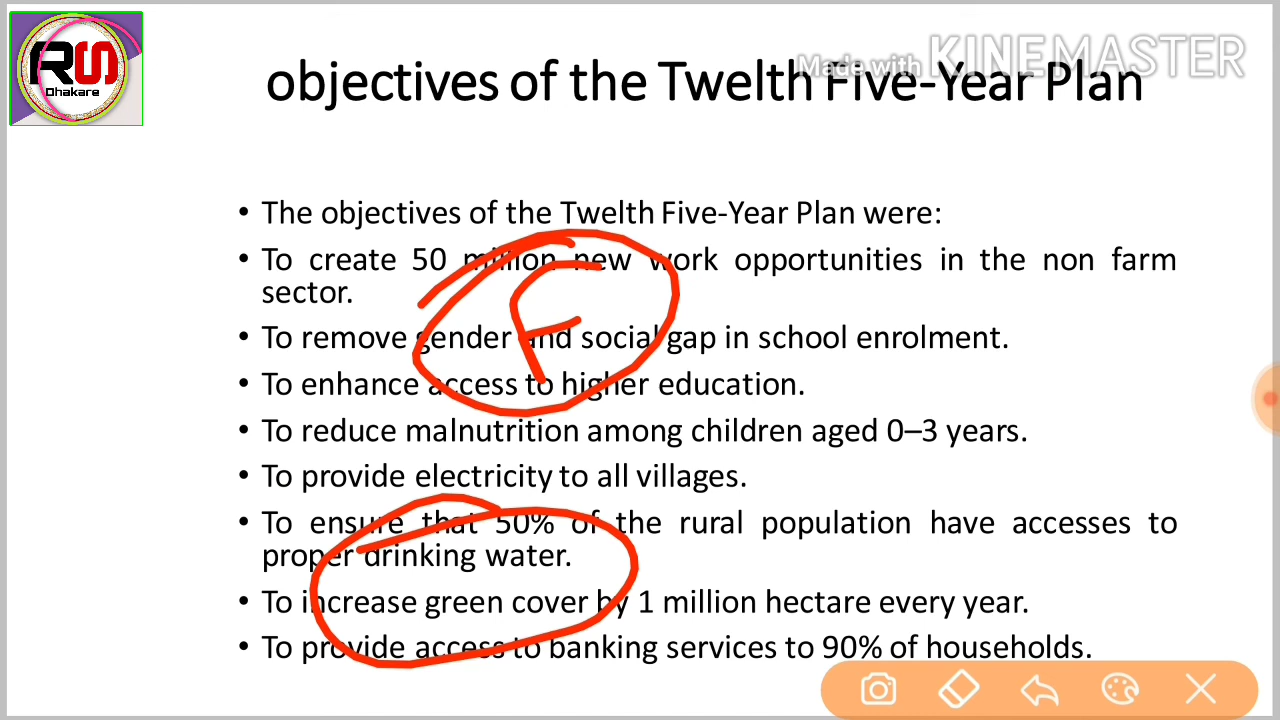 RS
Dhakare
Made with KINEMASTER
objectives of the Twelth Five-Year Plan
• The objectives of the Twelth Five-Year Plan were:
• To create 50 million new work opportunities in the non farm
sector.
• To remove gender and social gap in school enrolment.
• To enhance access to higher education.
• To reduce malnutrition among children aged 0–3 years.
• To provide electricity to all villages.
• To ensure that 50% of the rural population have accesses to
proper drinking water.
• To increase green cover by 1 million hectare every year.
• To provide access to banking services to 90% of households.
F